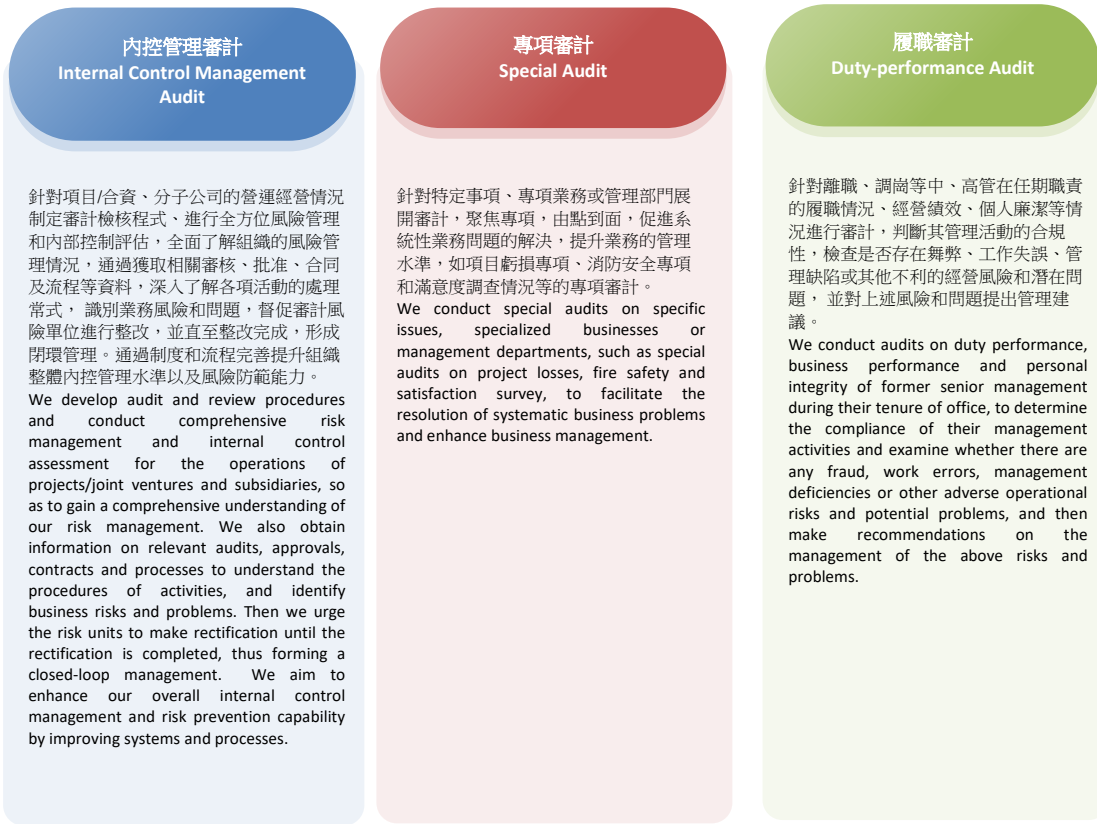 內控管理審計
Internal Control Management
Audit
針對項目/合資、分子公司的營運經營情況
制定審計檢核程式、進行全方位風險管理
和內部控制評估，全面了解組織的風險管
理情況，通過獲取相關審核、批准、合同
及流程等資料，深入了解各項活動的處理
常式， 識別業務風險和問題，督促審計風
險單位進行整改，並直至整改完成，形成
閉環管理。通過制度和流程完善提升組織
整體內控管理水準以及風險防範能力。
We develop audit and review procedures
and conduct comprehensive risk
management and internal control
assessment for the operations of
projects/joint ventures and subsidiaries, so
as to gain a comprehensive understanding of
our risk management. We also obtain
information on relevant audits, approvals,
contracts and processes to understand the
procedures of activities, and identify
business risks and problems. Then we urge
the risk units to make rectification until the
rectification is completed, thus forming a
closed-loop management. We aim to
enhance our overall internal control
management and risk prevention capability
by improving systems and processes.
專項審計
Special Audit
針對特定事項、專項業務或管理部門展
開審計，聚焦專項，由點到面，促進系
統性業務問題的解決，提升業務的管理
水準，如項目虧損專項、消防安全專項
和滿意度調查情況等的專項審計。
We conduct special audits on specific
issues, specialized businesses or
management departments, such as special
audits on project losses, fire safety and
satisfaction survey, to facilitate the
resolution of systematic business problems
and enhance business management.
履職審計
Duty-performance Audit
針對離職、調崗等中、高管在任期職責
的履職情況、經營績效、個人廉潔等情
況進行審計，判斷其管理活動的合規
性，檢查是否存在舞弊、工作失誤、管
理缺陷或其他不利的經營風險和潛在問
題， 並對上述風險和問題提出管理建
議。
We conduct audits on duty performance,
business performance and personal
integrity of former senior management
during their tenure of office, to determine
the compliance of their management
activities and examine whether there are
any fraud, work errors, management
deficiencies or other adverse operational
risks and potential problems, and then
make recommendations on the
management of the above risks and
problems.